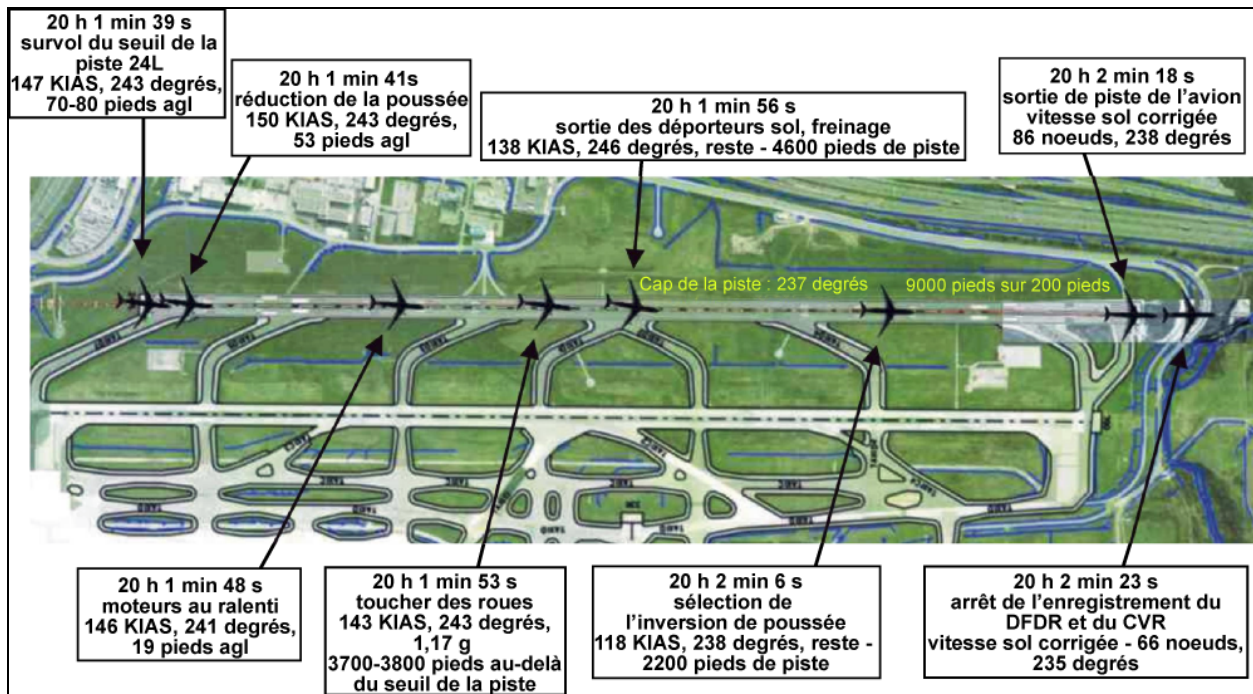 20 h 1 min 39 s
survol du seuil de la
piste 24L
147 KIAS, 243 degrés,
70-80 pieds agl
20 h 1 min 41s
réduction de la poussée
150 KIAS, 243 degrés,
53 pieds agl
20 h 1 min 56 s
sortie des déporteurs sol, freinage
138 KIAS, 246 degrés, reste - 4600 pieds de piste
20 h 2 min 18 s
sortie de piste de l'avion
vitesse sol corrigée
86 noeuds, 238 degrés
Cap de la piste : 237 degrés
9000 pieds sur 200 pieds
20 h 1 min 48 s
moteurs au ralenti
146 KIAS, 241 degrés,
19 pieds agl
20 h 1 min 53 s
toucher des roues
143 KIAS, 243 degrés,
1,17 g
3700-3800 pieds au-delà
du seuil de la piste
20 h 2 min 6 s
sélection de
l'inversion de poussée
118 KIAS, 238 degrés, reste -
2200 pieds de piste
20 h 2 min 23 s
arrêt de l'enregistrement du
DFDR et du CVR
vitesse sol corrigée - 66 noeuds,
235 degrés